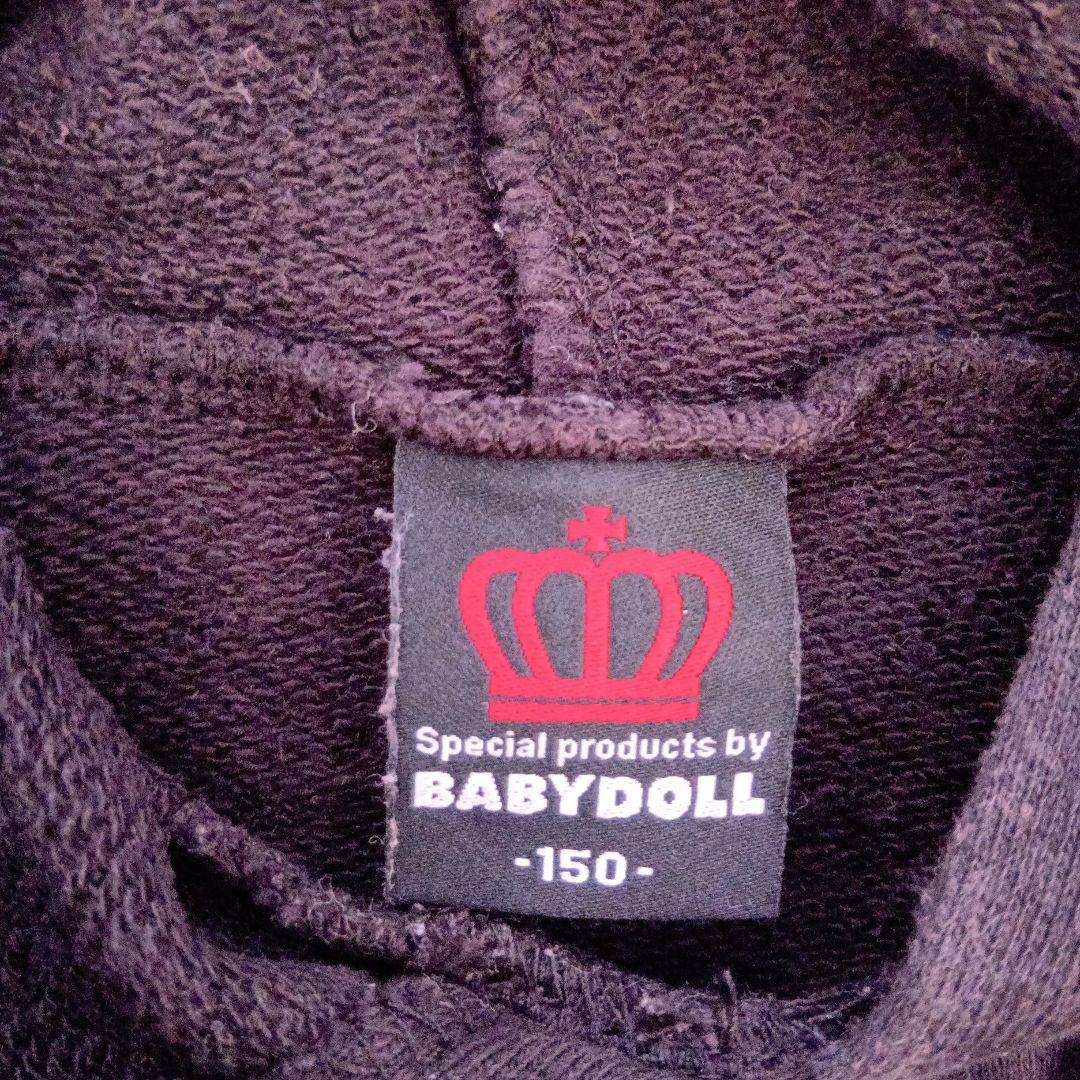 Special products by
BABYDOLL
-150-